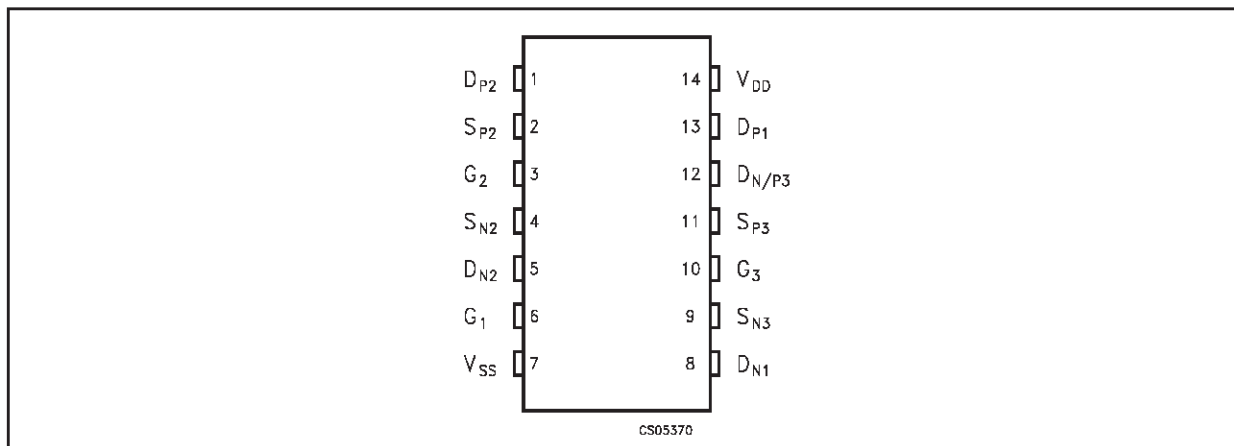 D_P2 1 14 V_DD
S_P2 2 13 D_P1
G_2 3 12 D_N/P3
S_N2 4 11 S_P3
D_N2 5 10 G_3
G_1 6 9 S_N3
V_SS 7 8 D_N1
CS05370